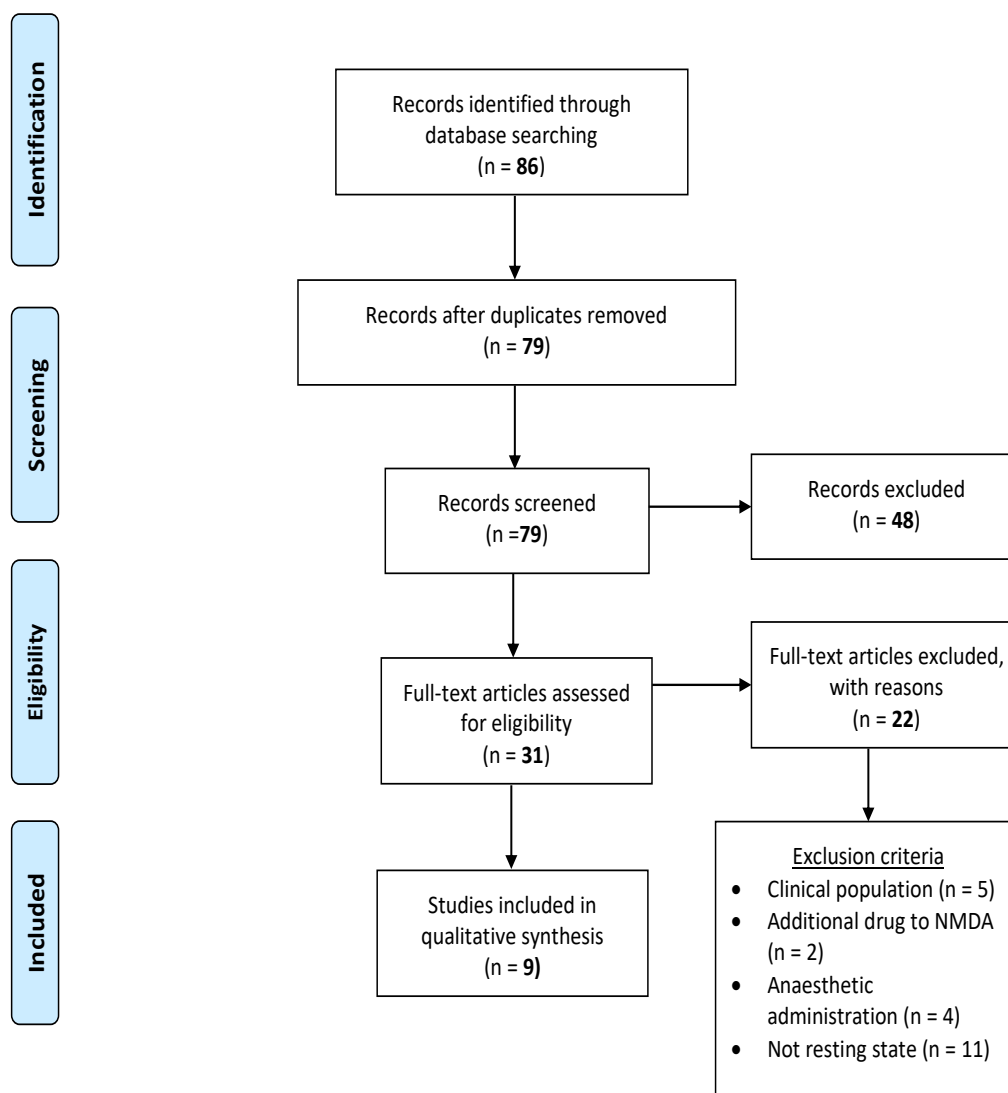 Identification
Records identified through
database searching
(n = 86)
Records after duplicates removed
(n = 79)
Screening
Records screened
(n =79)
Records excluded
(n = 48)
Eligibility
Full-text articles assessed
for eligibility
(n = 31)
Full-text articles excluded,
with reasons
(n = 22)
Included
Studies included in
qualitative synthesis
(n = 9)
Exclusion criteria
• Clinical population (n = 5)
• Additional drug to NMDA
(n = 2)
• Anaesthetic
administration (n = 4)
• Not resting state (n = 11)